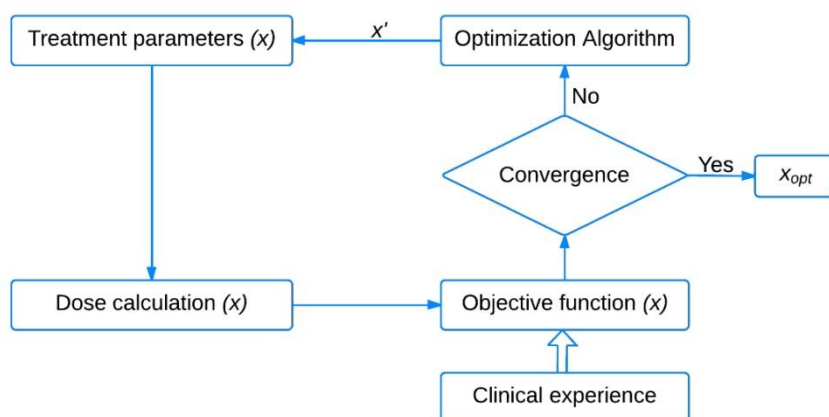 Treatment parameters (x)
x'
Optimization Algorithm
No
Convergence
Yes
x_opt
Dose calculation (x)
Objective function (x)
Clinical experience